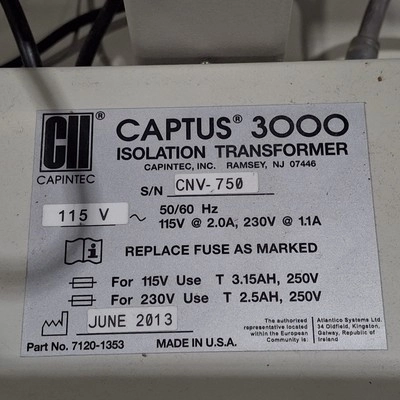 CII®
CAPINTEC
CAPTUS® 3000
ISOLATION TRANSFORMER
CAPINTEC, INC. RAMSEY, NJ 07446
S/N CNV-750
115 V ~ 50/60 Hz
115V @ 2.0A, 230V @ 1.1A
i REPLACE FUSE AS MARKED
For 115V Use T 3.15AH, 250V
For 230V Use T 2.5AH, 250V
JUNE 2013
The authorised
representative located
within the European
Community is:
Atlantico Systems Ltd.
34 Oldfield, Kingston,
Galway, Republic of
Ireland
Part No. 7120-1353 MADE IN U.S.A.